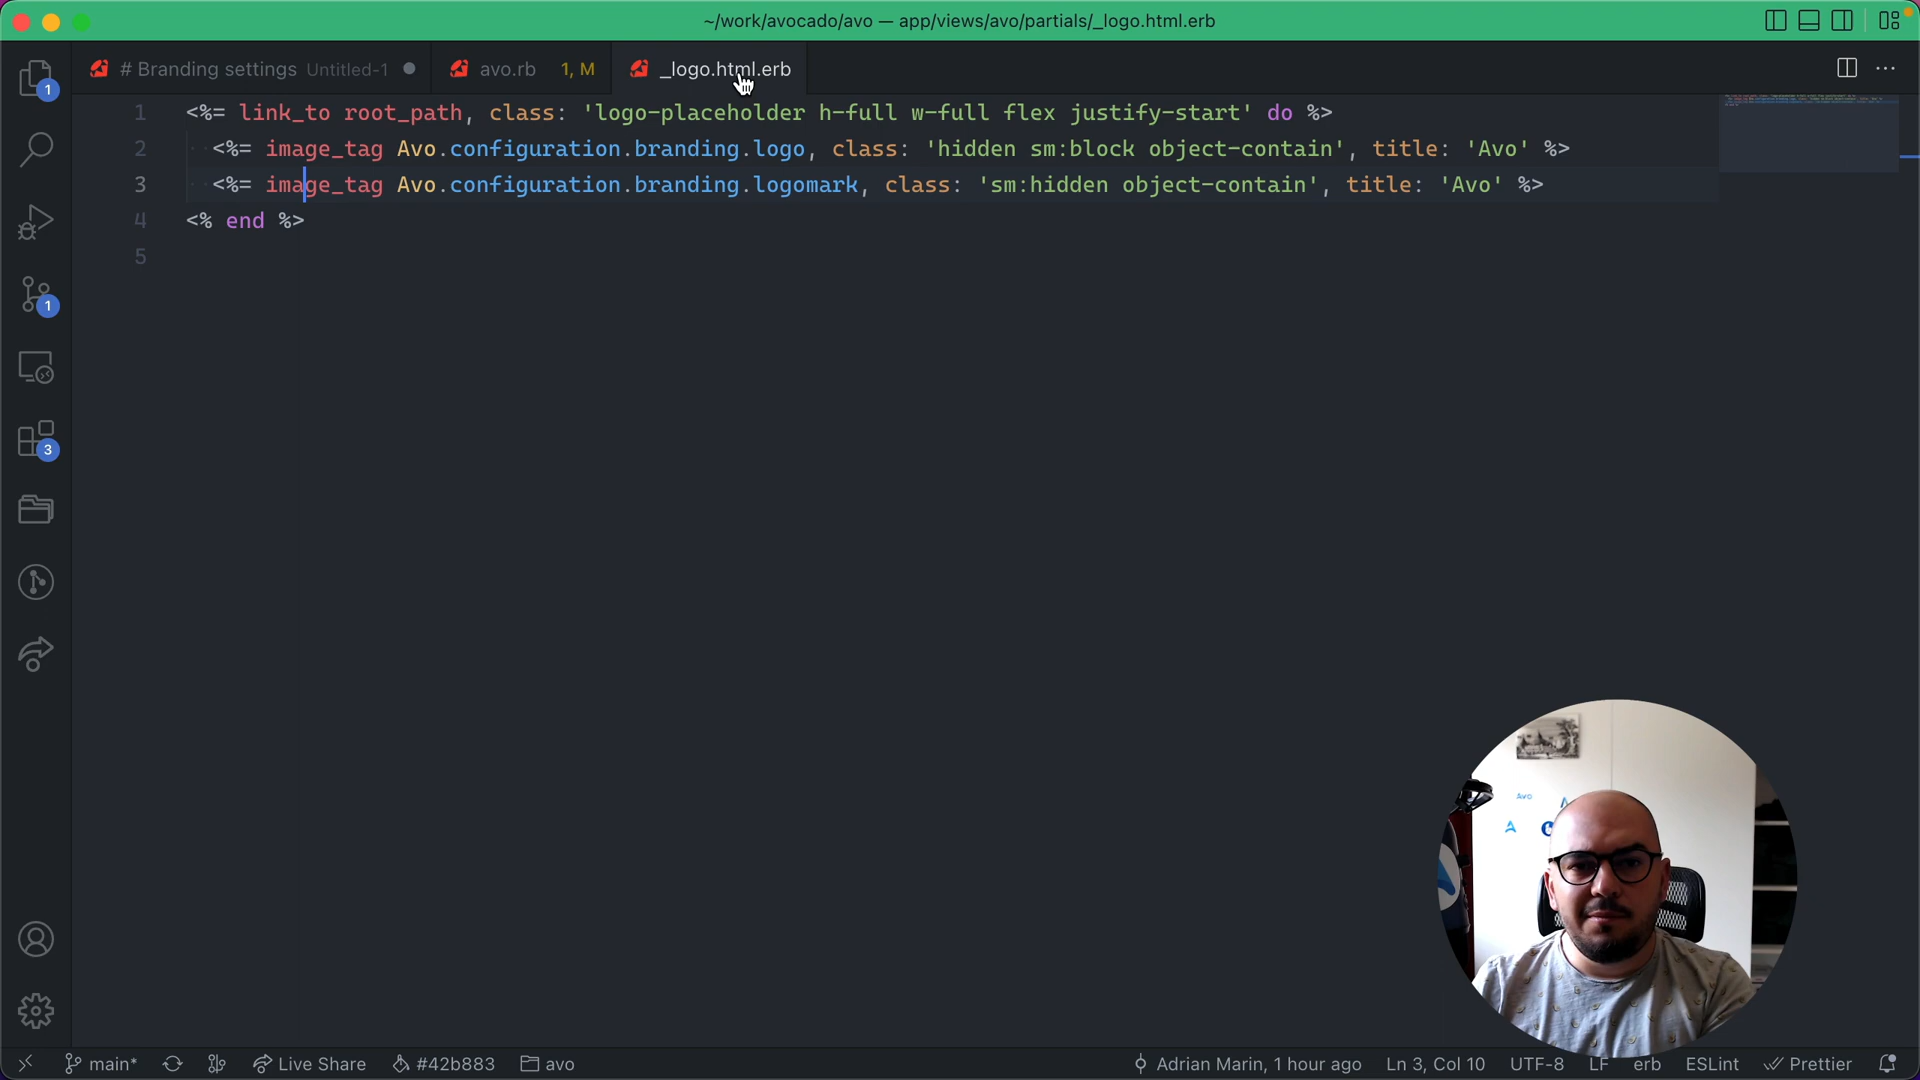 ~/work/avocado/avo — app/views/avo/partials/_logo.html.erb
# Branding settings Untitled-1
avo.rb 1, M
_logo.html.erb
1 <%= link_to root_path, class: 'logo-placeholder h-full w-full flex justify-start' do %>
2 <%= image_tag Avo.configuration.branding.logo, class: 'hidden sm:block object-contain', title: 'Avo' %>
3 <%= image_tag Avo.configuration.branding.logomark, class: 'sm:hidden object-contain', title: 'Avo' %>
4 <% end %>
5
1
1
3
Avo
main*
Live Share
#42b883
avo
Adrian Marin, 1 hour ago
Ln 3, Col 10
UTF-8
LF
erb
ESLint
Prettier